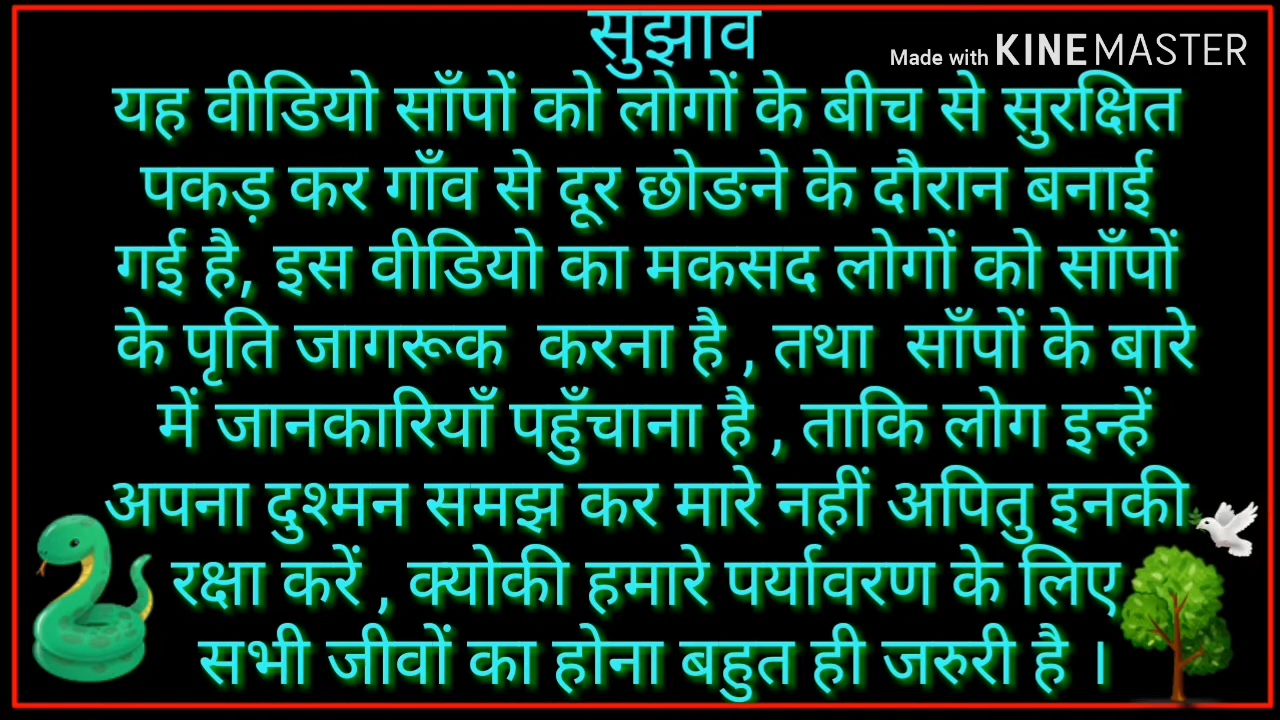 सुझाव
Made with KINEMASTER
यह वीडियो साँपों को लोगों के बीच से सुरक्षित
पकड़ कर गाँव से दूर छोङने के दौरान बनाई
गई है, इस वीडियो का मकसद लोगों को साँपों
के पृति जागरूक करना है , तथा साँपों के बारे
में जानकारियाँ पहुँचाना है , ताकि लोग इन्हें
अपना दुश्मन समझ कर मारे नहीं अपितु इनकी
रक्षा करें , क्योकी हमारे पर्यावरण के लिए
सभी जीवों का होना बहुत ही जरुरी है ।